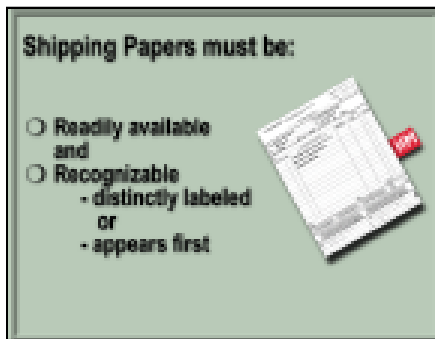 Shipping Papers must be:
❍ Readily available
and
❍ Recognizable
- distinctly labeled
or
- appears first